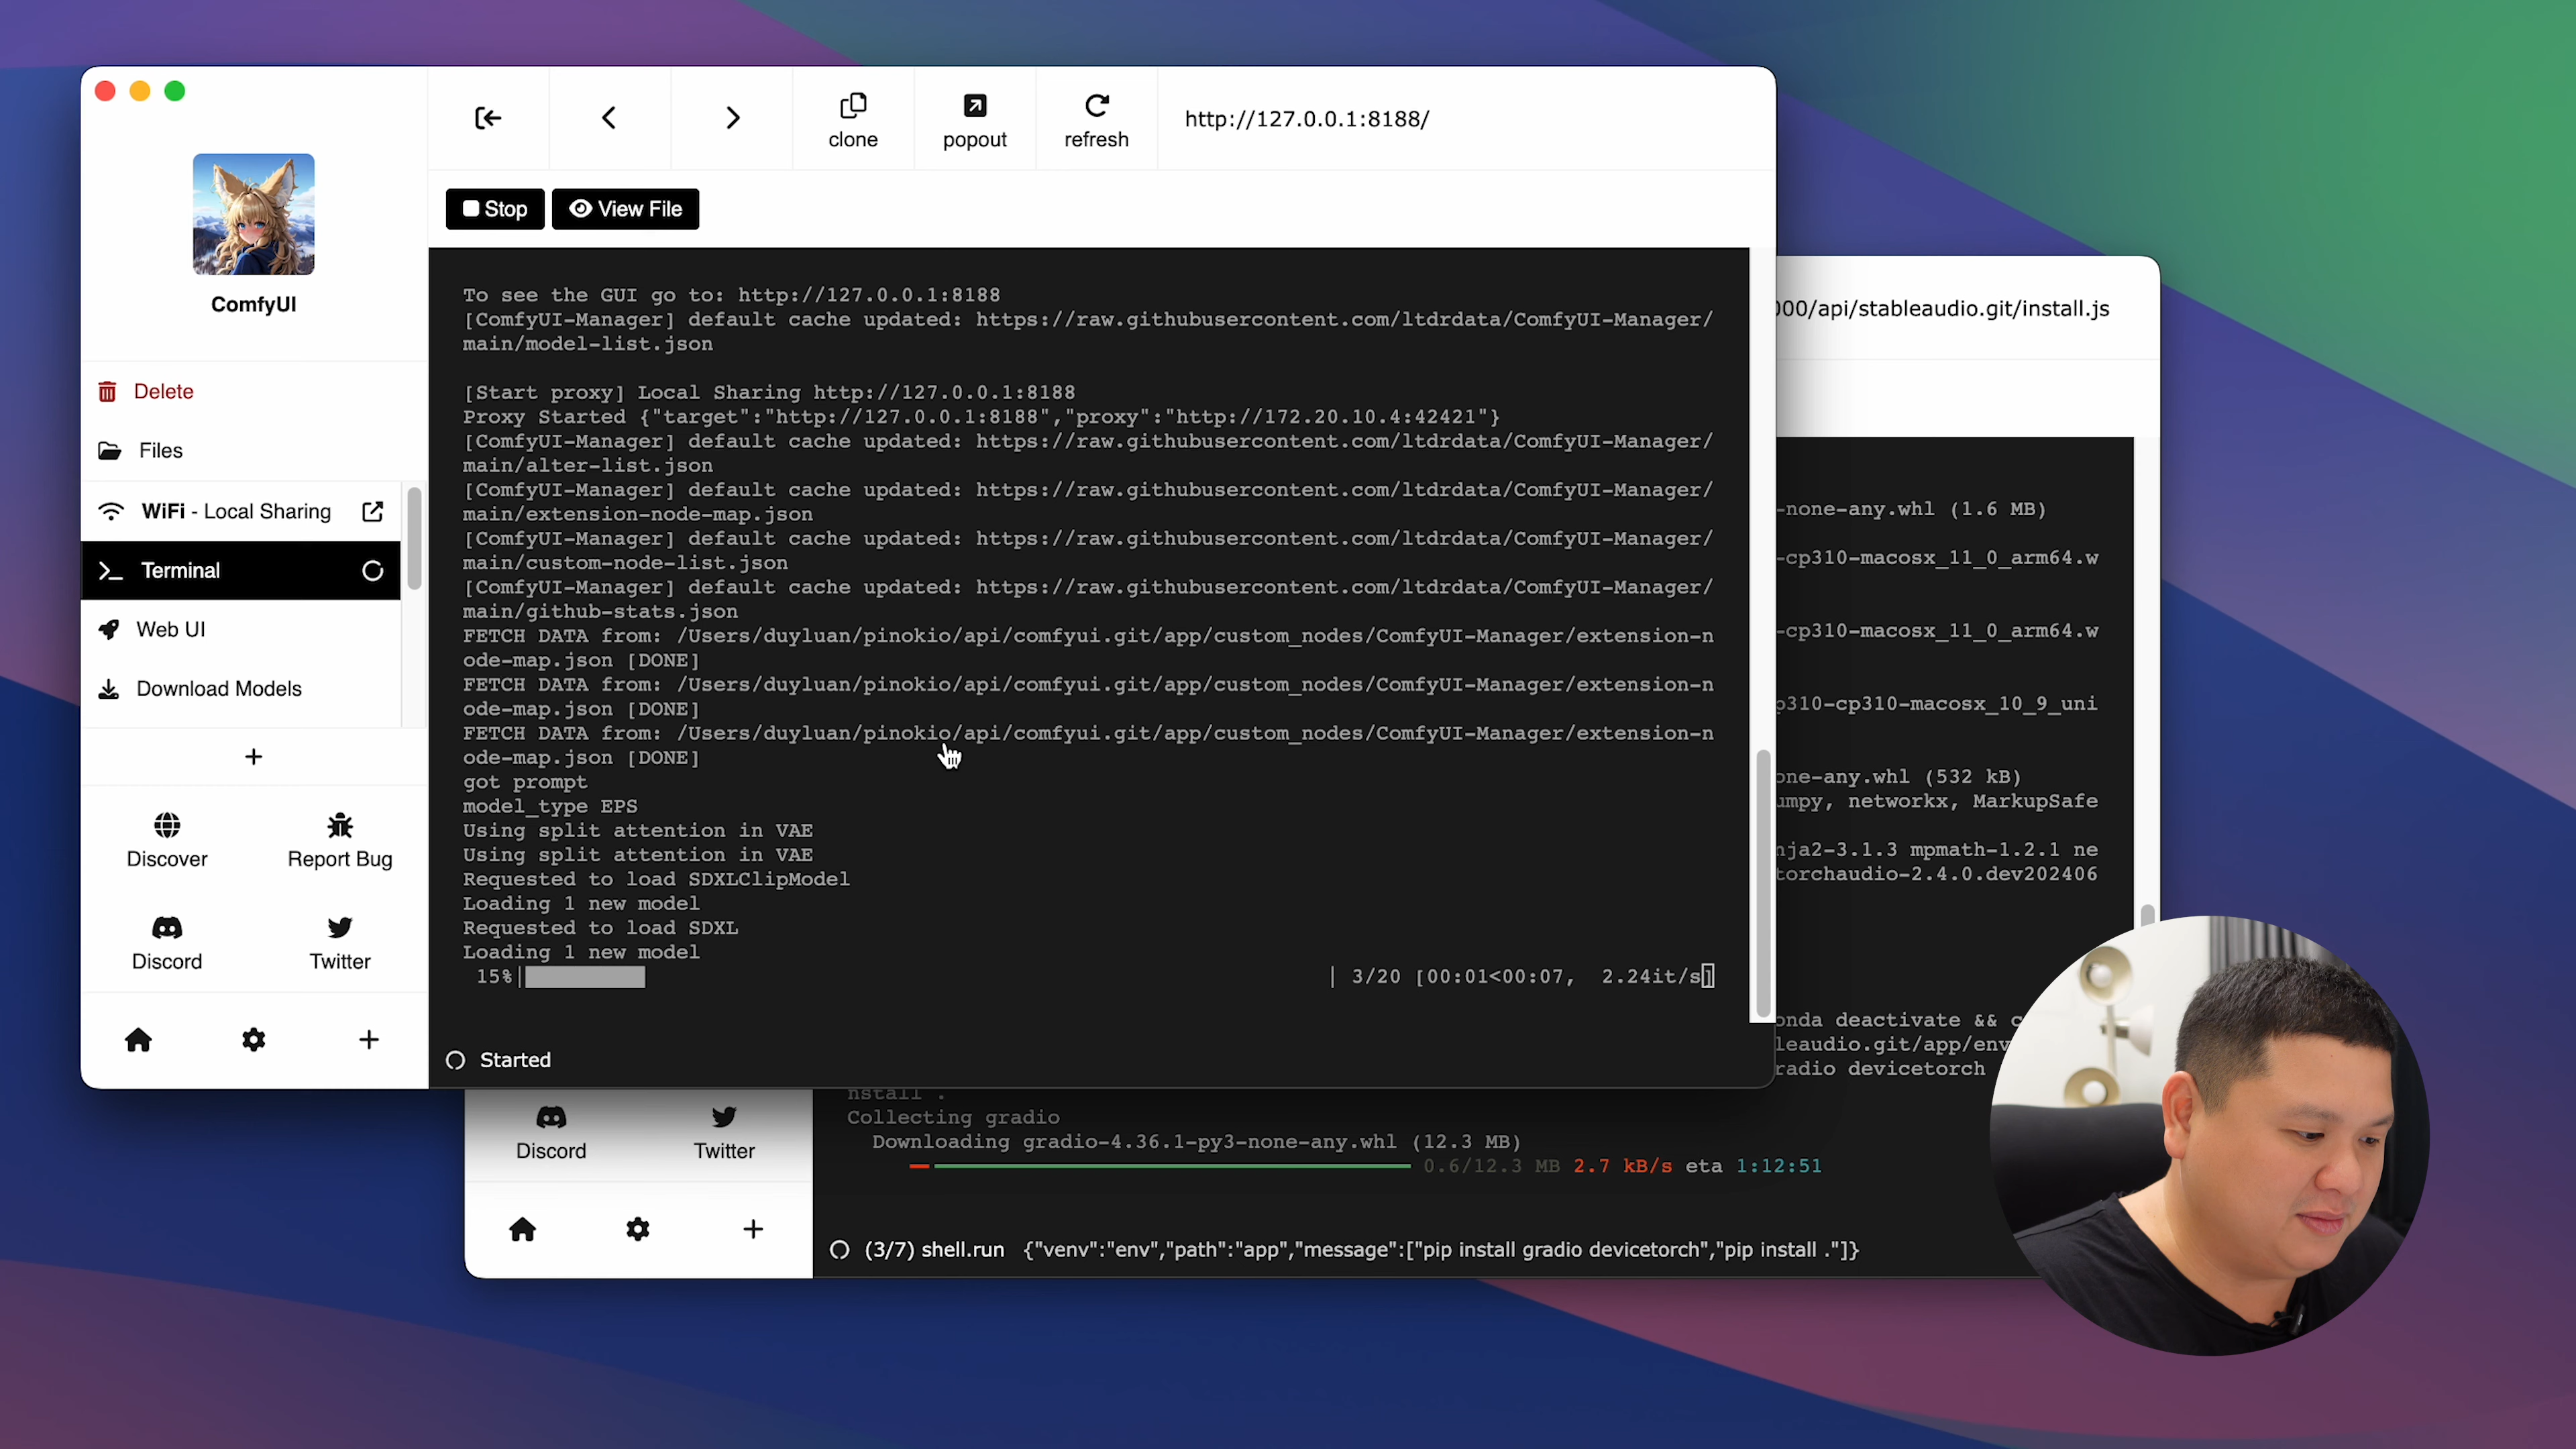 clone
popout
refresh
http://127.0.0.1:8188/
Stop
View File
ComfyUI
Delete
Files
WiFi - Local Sharing
Terminal
Web UI
Download Models
Discover
Report Bug
Discord
Twitter
To see the GUI go to: http://127.0.0.1:8188
[ComfyUI-Manager] default cache updated: https://raw.githubusercontent.com/ltdrdata/ComfyUI-Manager/
main/model-list.json
[Start proxy] Local Sharing http://127.0.0.1:8188
Proxy Started {"target":"http://127.0.0.1:8188","proxy":"http://172.20.10.4:42421"}
[ComfyUI-Manager] default cache updated: https://raw.githubusercontent.com/ltdrdata/ComfyUI-Manager/
main/alter-list.json
[ComfyUI-Manager] default cache updated: https://raw.githubusercontent.com/ltdrdata/ComfyUI-Manager/
main/extension-node-map.json
[ComfyUI-Manager] default cache updated: https://raw.githubusercontent.com/ltdrdata/ComfyUI-Manager/
main/custom-node-list.json
[ComfyUI-Manager] default cache updated: https://raw.githubusercontent.com/ltdrdata/ComfyUI-Manager/
main/github-stats.json
FETCH DATA from: /Users/duyluan/pinokio/api/comfyui.git/app/custom_nodes/ComfyUI-Manager/extension-n
ode-map.json [DONE]
FETCH DATA from: /Users/duyluan/pinokio/api/comfyui.git/app/custom_nodes/ComfyUI-Manager/extension-n
ode-map.json [DONE]
FETCH DATA from: /Users/duyluan/pinokio/api/comfyui.git/app/custom_nodes/ComfyUI-Manager/extension-n
ode-map.json [DONE]
got prompt
model_type EPS
Using split attention in VAE
Using split attention in VAE
Requested to load SDXLClipModel
Loading 1 new model
Requested to load SDXL
Loading 1 new model
15%| | 3/20 [00:01<00:07, 2.24it/s]
Started
000/api/stableaudio.git/install.js
-none-any.whl (1.6 MB)
-cp310-macosx_11_0_arm64.w
-cp310-macosx_11_0_arm64.w
p310-cp310-macosx_10_9_uni
one-any.whl (532 kB)
umpy, networkx, MarkupSafe
nja2-3.1.3 mpmath-1.2.1 ne
torchaudio-2.4.0.dev202406
onda deactivate && c
leaudio.git/app/env
radio devicetorch
nstall .
Collecting gradio
Downloading gradio-4.36.1-py3-none-any.whl (12.3 MB)
0.6/12.3 MB 2.7 kB/s eta 1:12:51
Discord
Twitter
(3/7) shell.run {"venv":"env","path":"app","message":["pip install gradio devicetorch","pip install ."]}